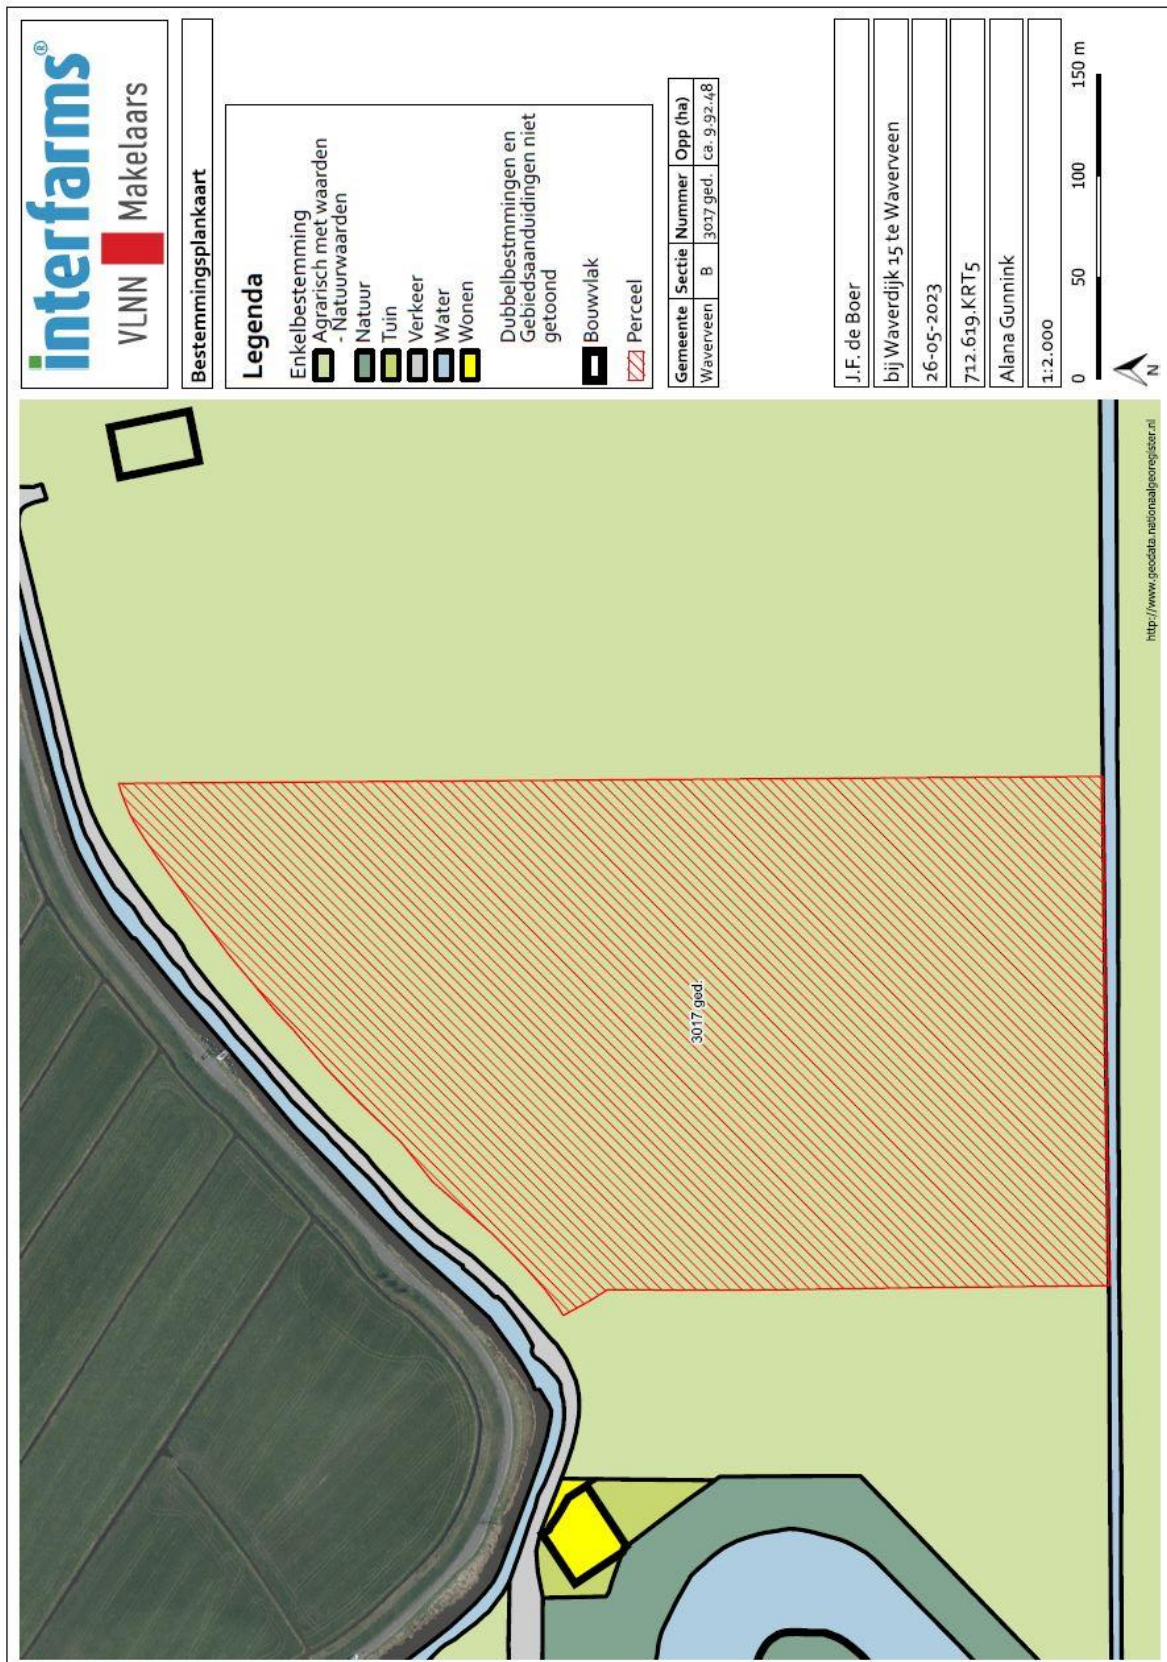 interfarms®
VLNN Makelaars
Bestemmingsplankaart
Legenda
Enkelbestemming
Agrarisch met waarden
- Natuurwaarden
Natuur
Tuin
Verkeer
Water
Wonen
Dubbelbestmmingen en
Gebiedsaanduidingen niet
getoond
Bouwvlak
Perceel
Gemeente Sectie Nummer Opp (ha)
Waverveen B 3017 ged. ca. 9.92.48
J.F. de Boer
bij Waverdijk 15 te Waverveen
26-05-2023
712.619.KRT5
Alana Gunnink
1:2.000
0 50 100 150 m
N
3017 ged.
http://www.geodata.nationaalgeoregister.nl